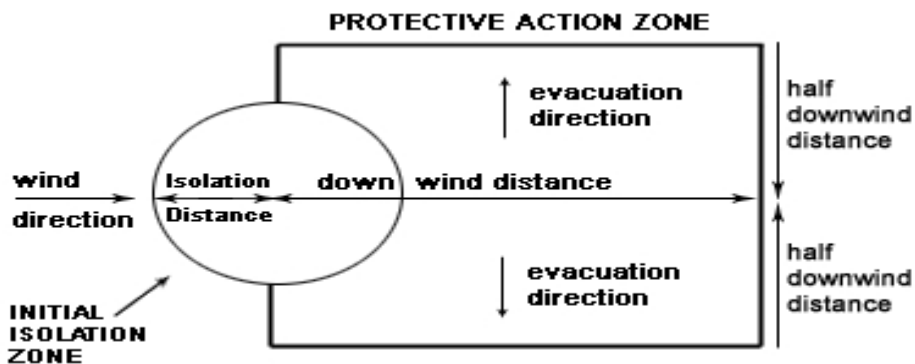 PROTECTIVE ACTION ZONE
evacuation
direction
half
downwind
distance
wind
direction
Isolation
Distance
down wind distance
evacuation
direction
half
downwind
distance
INITIAL
ISOLATION
ZONE